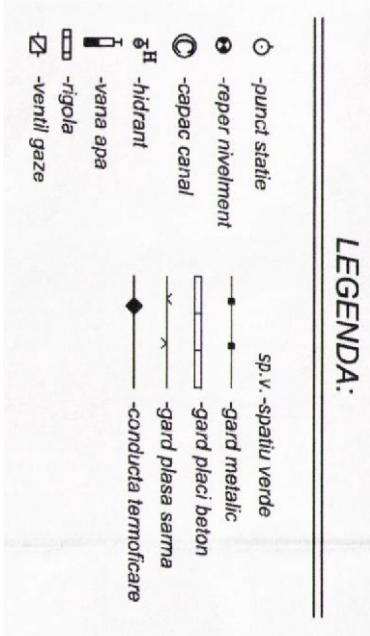 LEGENDA:
-punct statie
-reper nivelment
-capac canal
H -hidrant
-vana apa
-rigola
-ventil gaze
sp.v. -spatiu verde
-gard metalic
-gard placi beton
-gard plasa sarma
-conducta termoficare